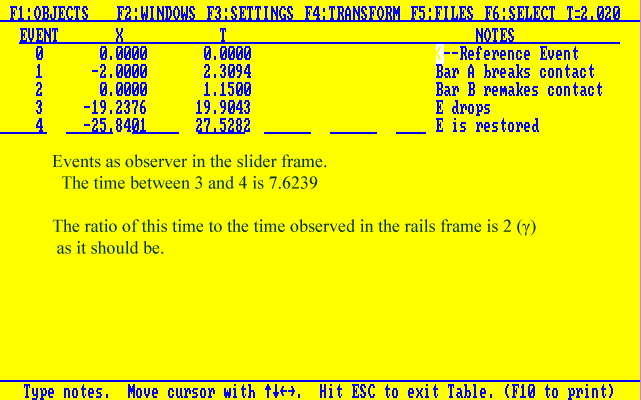 F1:OBJECTS F2:WINDOWS F3:SETTINGS F4:TRANSFORM F5:FILES F6:SELECT T=2.020
EVENT X T NOTES
0 0.0000 0.0000 <--Reference Event
1 -2.0000 2.3094 Bar A breaks contact
2 0.0000 1.1500 Bar B remakes contact
3 -19.2376 19.9043 E drops
4 -25.8401 27.5282 E is restored
Events as observer in the slider frame.
The time between 3 and 4 is 7.6239
The ratio of this time to the time observed in the rails frame is 2 (γ)
as it should be.
Type notes. Move cursor with ↑↓←→. Hit ESC to exit Table. (F10 to print)